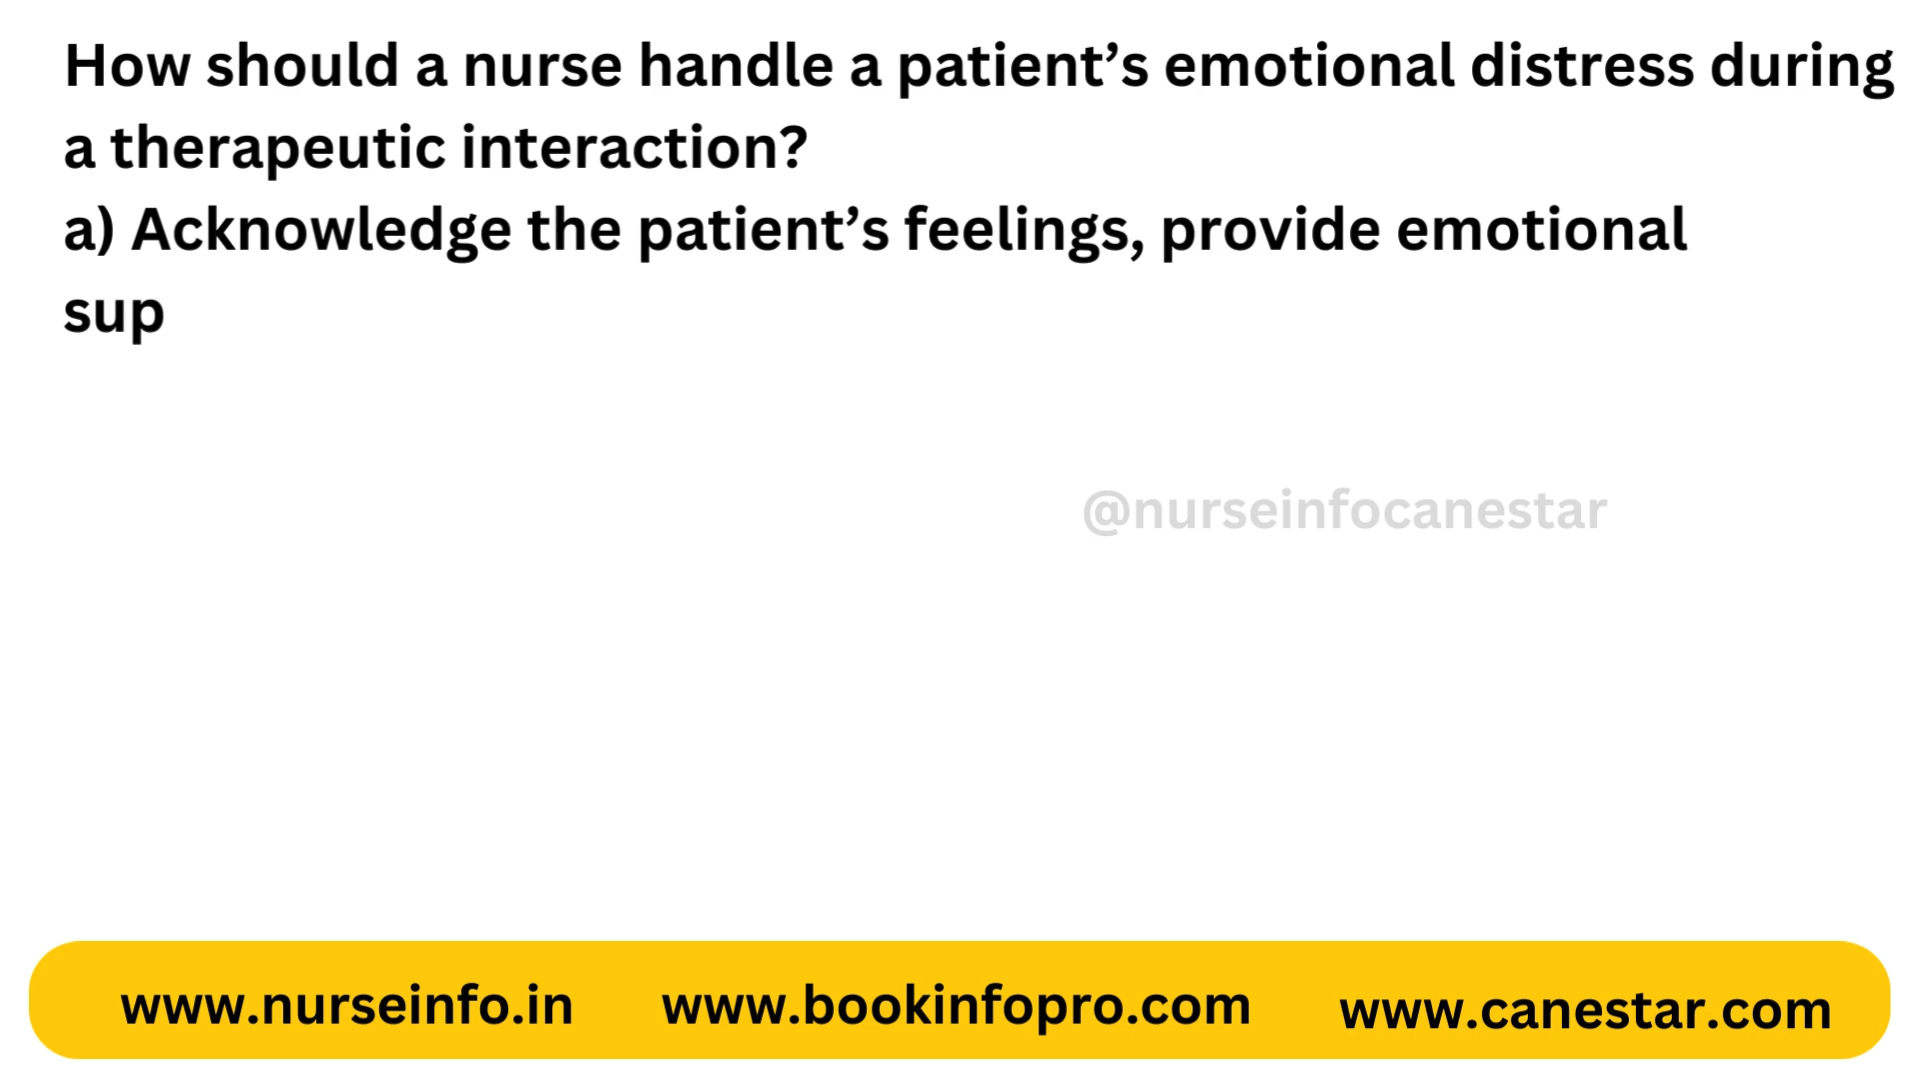 How should a nurse handle a patient’s emotional distress during
a therapeutic interaction?
a) Acknowledge the patient’s feelings, provide emotional
sup
@nurseinfocanestar
www.nurseinfo.in www.bookinfopro.com www.canestar.com